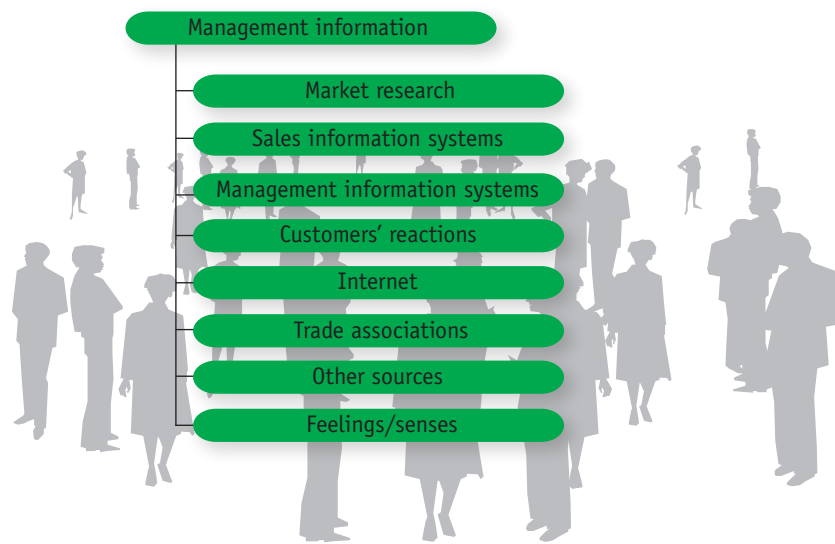 Management information
Market research
Sales information systems
Management information systems
Customers’ reactions
Internet
Trade associations
Other sources
Feelings/senses